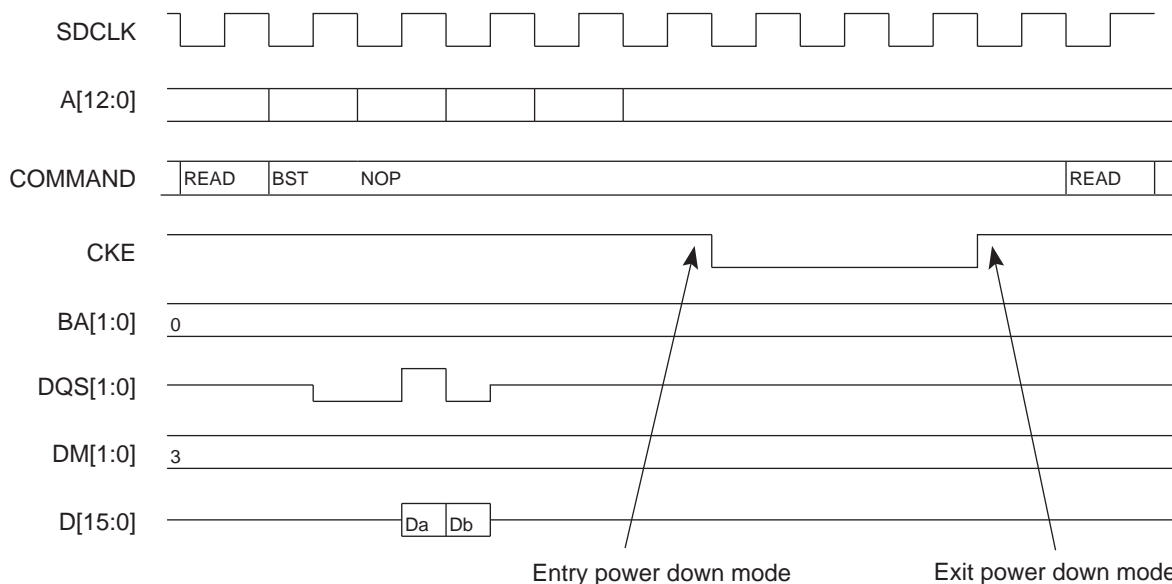 SDCLK
A[12:0]
COMMAND READ BST NOP READ
CKE
BA[1:0] 0
DQS[1:0]
DM[1:0] 3
D[15:0] Da Db
Entry power down mode Exit power down mode